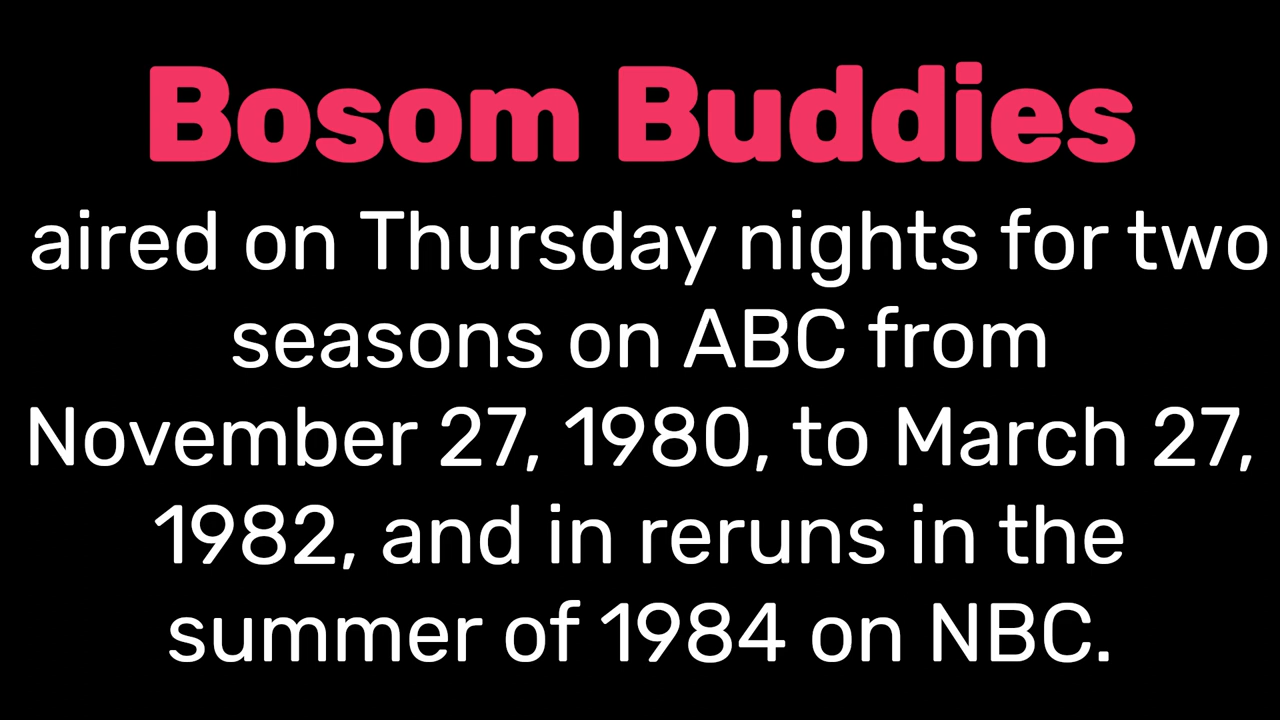 Bosom Buddies
aired on Thursday nights for two
seasons on ABC from
November 27, 1980, to March 27,
1982, and in reruns in the
summer of 1984 on NBC.